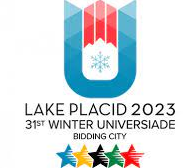 LAKE PLACID 2023
31ST WINTER UNIVERSIADE
BIDDING CITY